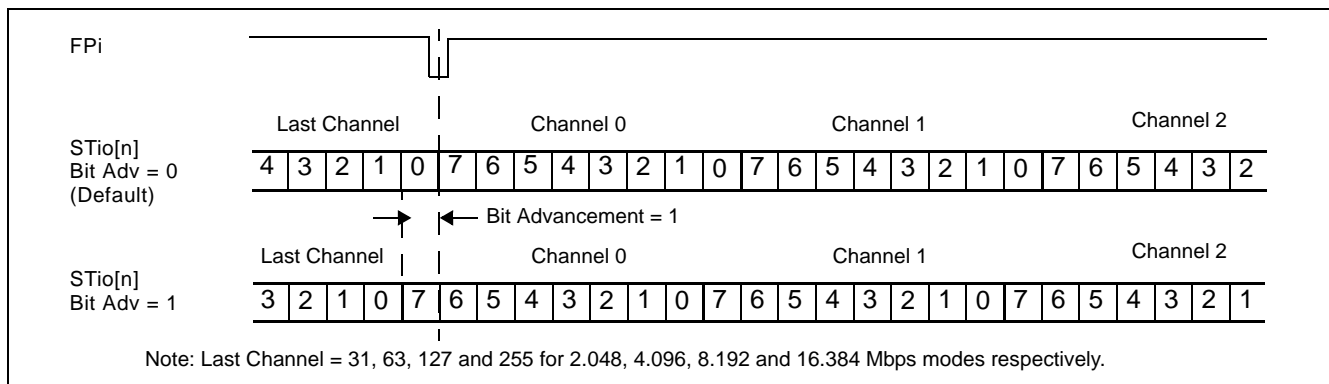 FPi
Last Channel Channel 0 Channel 1 Channel 2
STio[n]
Bit Adv = 0
(Default)
4 3 2 1 0 7 6 5 4 3 2 1 0 7 6 5 4 3 2 1 0 7 6 5 4 3 2
Bit Advancement = 1
Last Channel Channel 0 Channel 1 Channel 2
STio[n]
Bit Adv = 1
3 2 1 0 7 6 5 4 3 2 1 0 7 6 5 4 3 2 1 0 7 6 5 4 3 2 1
Note: Last Channel = 31, 63, 127 and 255 for 2.048, 4.096, 8.192 and 16.384 Mbps modes respectively.